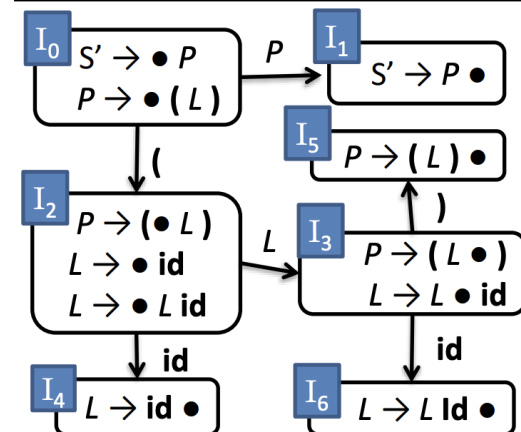 I₀
S' → ● P
P → ● ( L )
P
I₁
S' → P ●
(
I₅
P → ( L ) ●
)
I₂
P → (● L )
L → ● id
L → ● L id
L
I₃
P → ( L ● )
L → L ● id
id
I₄
L → id ●
id
I₆
L → L Id ●